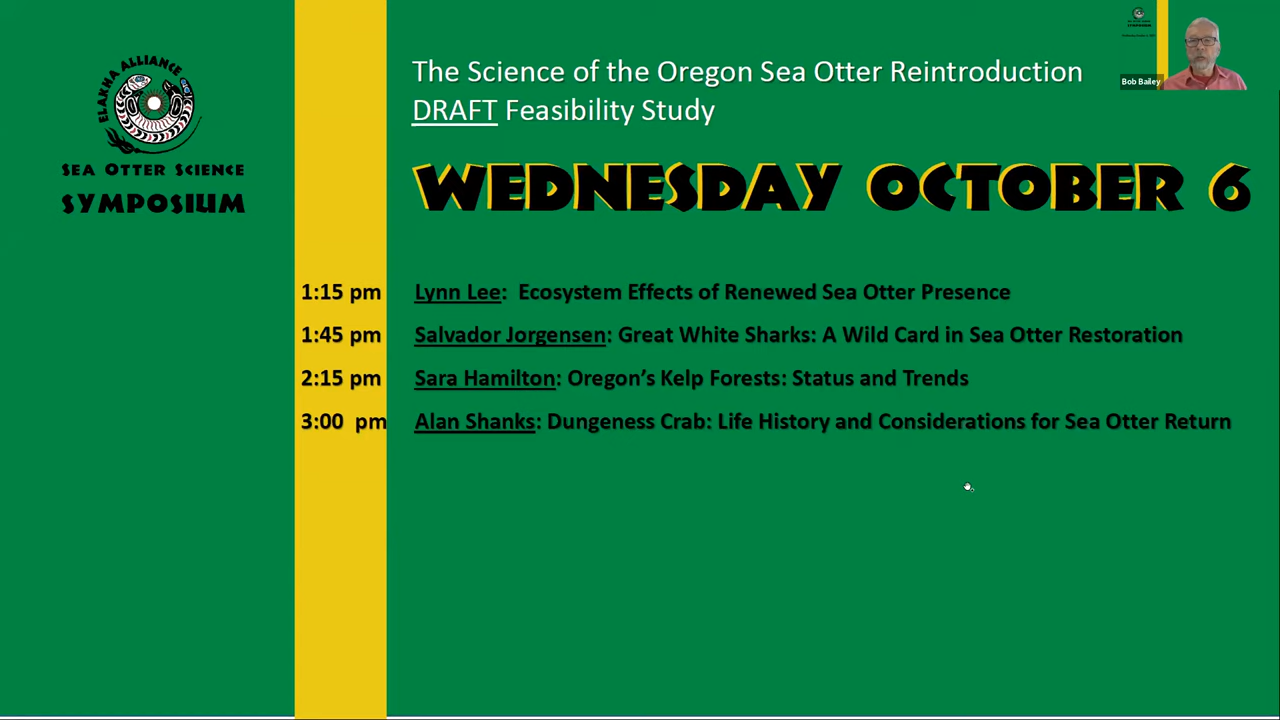 ELAKHA ALLIANCE
SEA OTTER SCIENCE
SYMPOSIUM
The Science of the Oregon Sea Otter Reintroduction
DRAFT Feasibility Study
WEDNESDAY OCTOBER 6
1:15 pm Lynn Lee: Ecosystem Effects of Renewed Sea Otter Presence
1:45 pm Salvador Jorgensen: Great White Sharks: A Wild Card in Sea Otter Restoration
2:15 pm Sara Hamilton: Oregon’s Kelp Forests: Status and Trends
3:00 pm Alan Shanks: Dungeness Crab: Life History and Considerations for Sea Otter Return
Bob Bailey